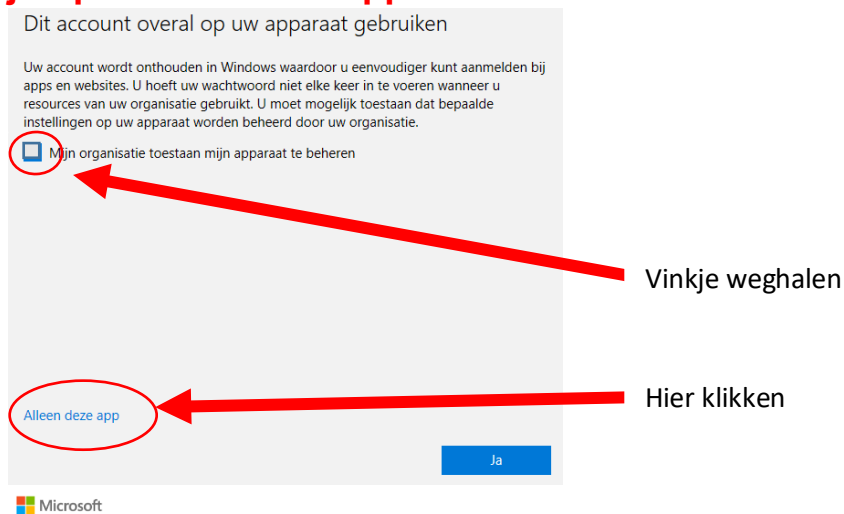 Dit account overal op uw apparaat gebruiken
Uw account wordt onthouden in Windows waardoor u eenvoudiger kunt aanmelden bij
apps en websites. U hoeft uw wachtwoord niet elke keer in te voeren wanneer u
resources van uw organisatie gebruikt. U moet mogelijk toestaan dat bepaalde
instellingen op uw apparaat worden beheerd door uw organisatie.
Mijn organisatie toestaan mijn apparaat te beheren
Vinkje weghalen
Hier klikken
Alleen deze app
Ja
Microsoft